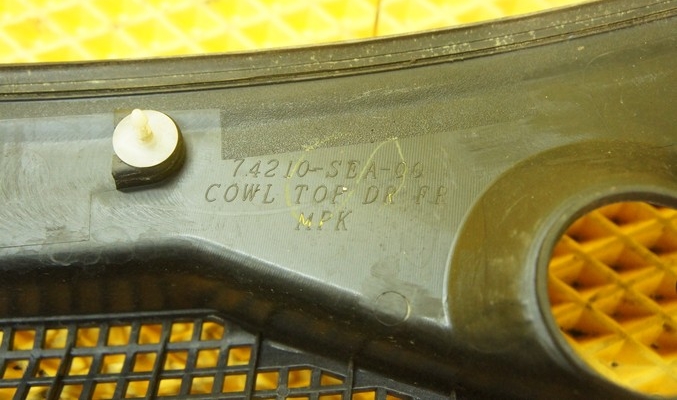 74210-SEA-00
COWL TOP DR FR
MPK